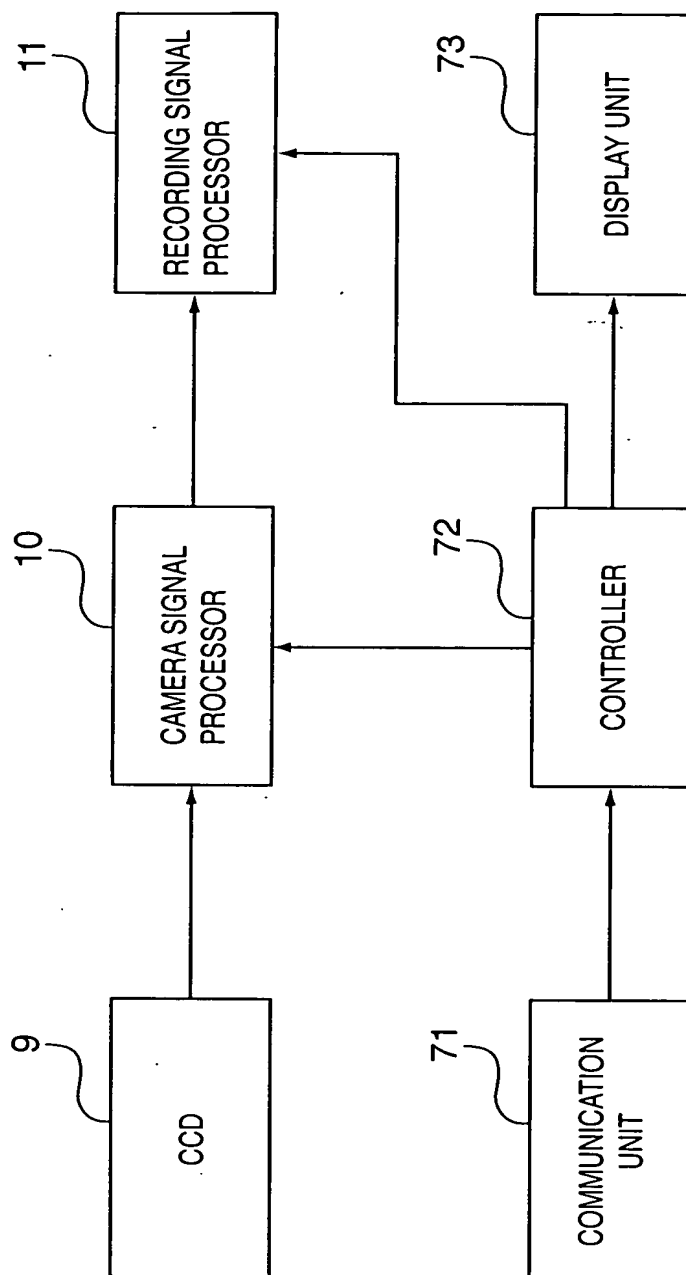 9
CCD
10
CAMERA SIGNAL
PROCESSOR
11
RECORDING SIGNAL
PROCESSOR
71
COMMUNICATION
UNIT
72
CONTROLLER
73
DISPLAY UNIT